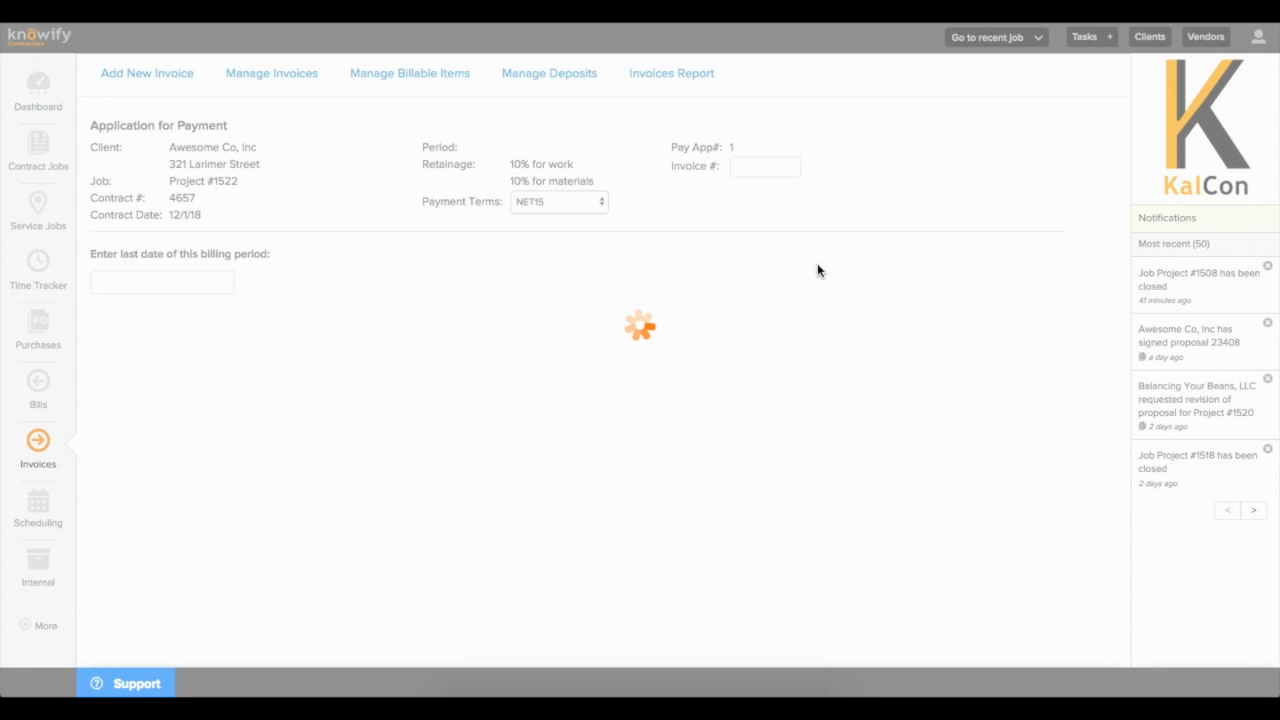 knowify
Contractors
Go to recent job
Tasks +
Clients
Vendors
Dashboard
Contract Jobs
Service Jobs
Time Tracker
PO
Purchases
Bills
Invoices
Scheduling
Internal
More
Add New Invoice
Manage Invoices
Manage Billable Items
Manage Deposits
Invoices Report
Application for Payment
Client: Awesome Co, Inc
321 Larimer Street
Job: Project #1522
Contract #: 4657
Contract Date: 12/1/18
Period:
Retainage: 10% for work
10% for materials
Payment Terms: NET15
Pay App#: 1
Invoice #:
Enter last date of this billing period:
KalCon
Notifications
Most recent (50)
Job Project #1508 has been
closed
41 minutes ago
Awesome Co, Inc has
signed proposal 23408
a day ago
Balancing Your Beans, LLC
requested revision of
proposal for Project #1520
2 days ago
Job Project #1518 has been
closed
2 days ago
< >
? Support